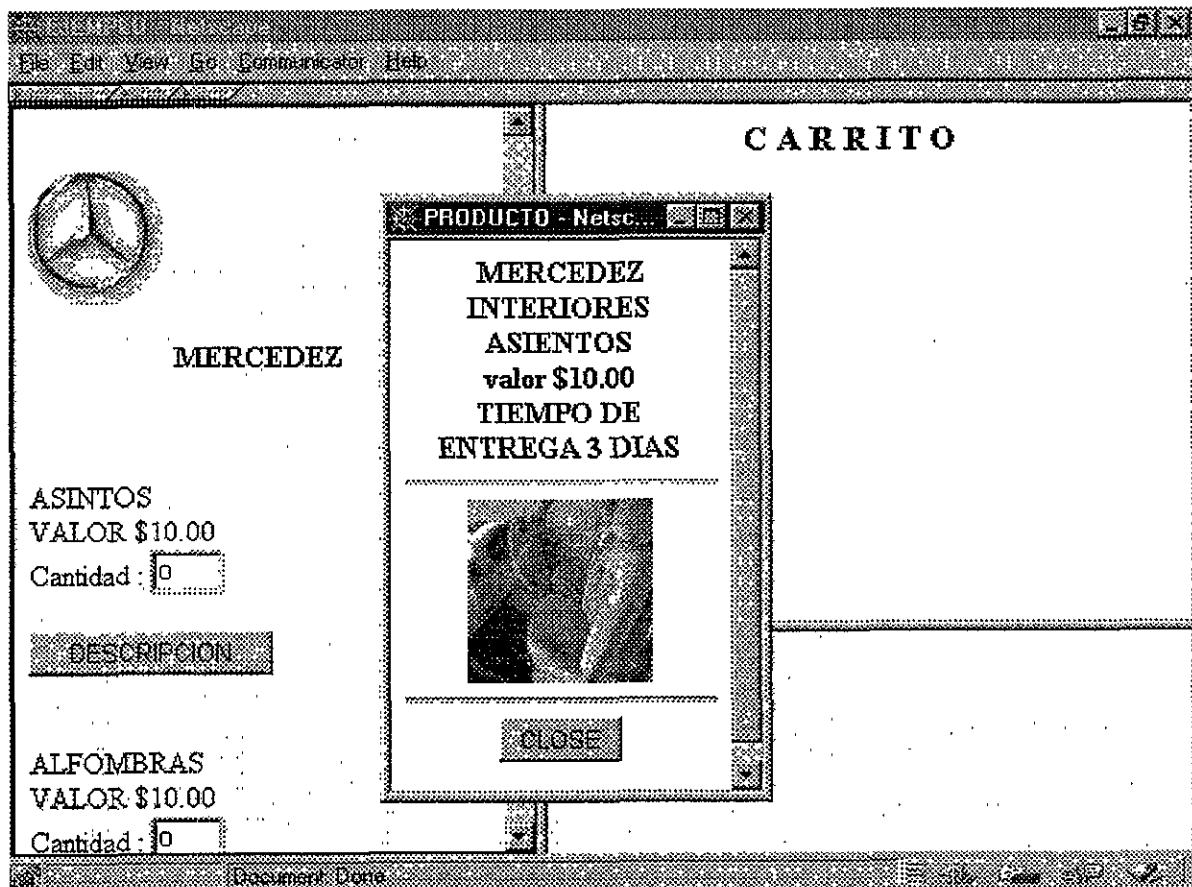 File Edit View Go Communicator Help
CARRITO
MERCEDEZ
ASINTOS
VALOR $10.00
Cantidad : 0
DESCRIPCION
ALFOMBRAS
VALOR $10.00
Cantidad : 0
PRODUCTO - Netsc...
MERCEDEZ
INTERIORES
ASIENTOS
valor $10.00
TIEMPO DE
ENTREGA 3 DIAS
CLOSE
Document: Done